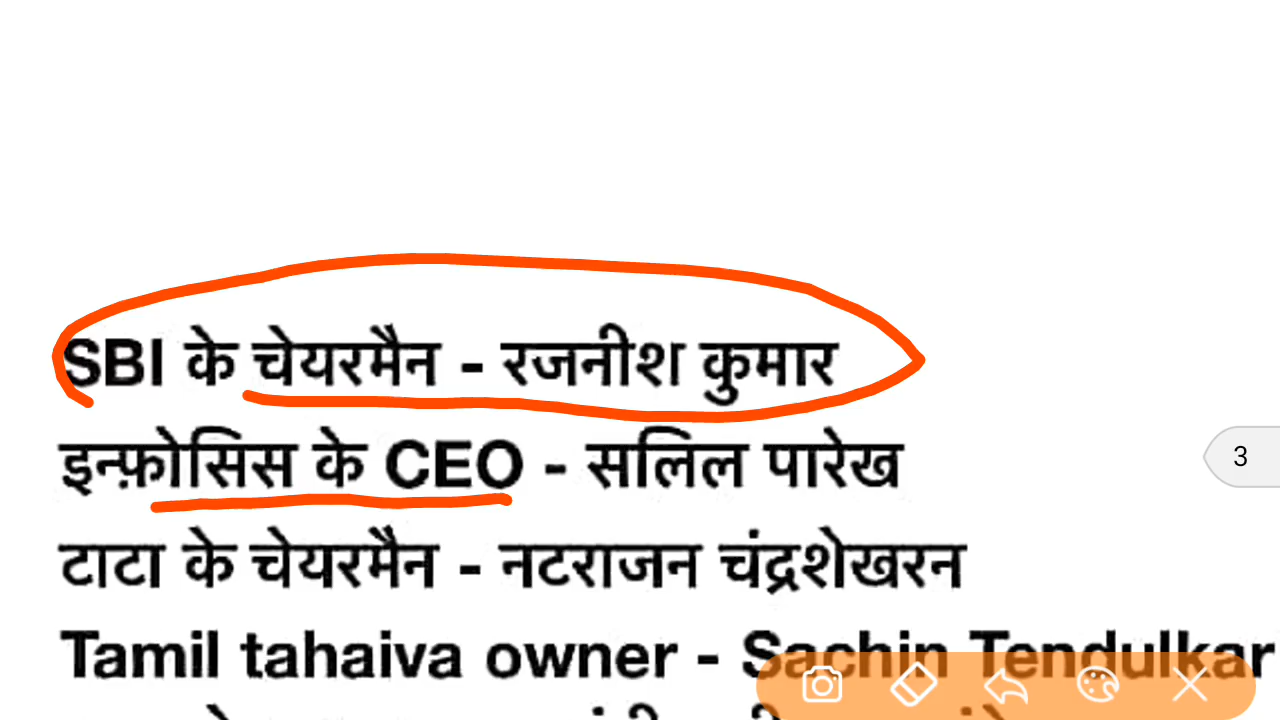 SBI के चेयरमैन - रजनीश कुमार
इन्फ़ोसिस के CEO - सलिल पारेख
3
टाटा के चेयरमैन - नटराजन चंद्रशेखरन
Tamil tahaiva owner - Sachin Tendulkar